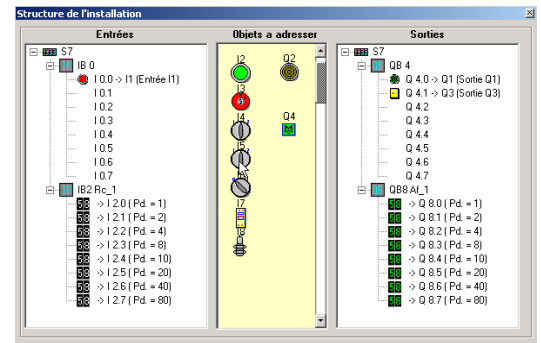 Structure de l'installation
Entrées
S7
IB 0
I 0.0 -> I1 (Entrée I1)
I 0.1
I 0.2
I 0.3
I 0.4
I 0.5
I 0.6
I 0.7
IB2 Rc_1
-> I 2.0 ( Pd. = 1)
-> I 2.1 ( Pd. = 2)
-> I 2.2 ( Pd. = 4)
-> I 2.3 ( Pd. = 8)
-> I 2.4 ( Pd. = 10)
-> I 2.5 ( Pd. = 20)
-> I 2.6 ( Pd. = 40)
-> I 2.7 ( Pd. = 80)
Objets a adresser
I2 Q2
I3
I4 Q4
I5
I6
I7
I8
Sorties
S7
QB 4
Q 4.0 -> Q1 (Sortie Q1)
Q 4.1 -> Q3 (Sortie Q3)
Q 4.2
Q 4.3
Q 4.4
Q 4.5
Q 4.6
Q 4.7
QB8 Af_1
-> Q 8.0 ( Pd. = 1)
-> Q 8.1 ( Pd. = 2)
-> Q 8.2 ( Pd. = 4)
-> Q 8.3 ( Pd. = 8)
-> Q 8.4 ( Pd. = 10)
-> Q 8.5 ( Pd. = 20)
-> Q 8.6 ( Pd. = 40)
-> Q 8.7 ( Pd. = 80)